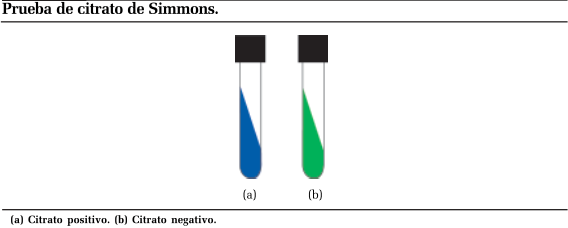 Prueba de citrato de Simmons.
(a) (b)
(a) Citrato positivo. (b) Citrato negativo.